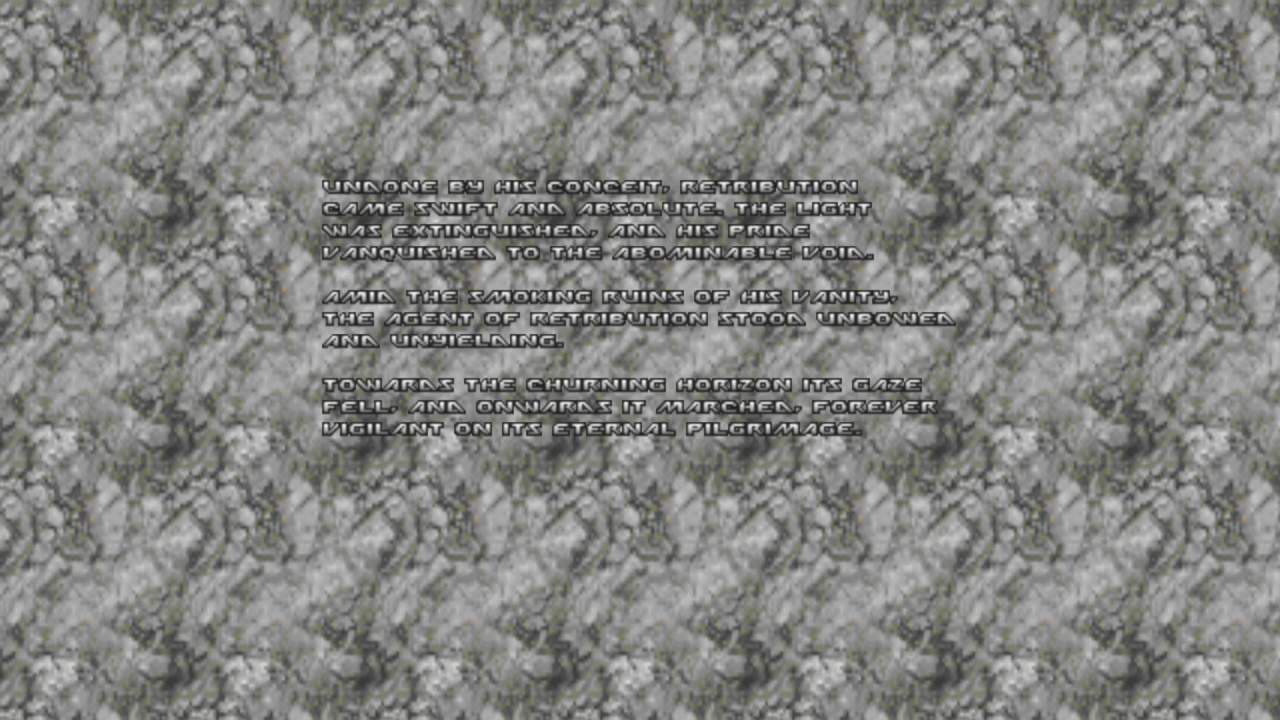 UNDONE BY HIS CONCEIT, RETRIBUTION
CAME SWIFT AND ABSOLUTE. THE LIGHT
WAS EXTINGUISHED, AND HIS PRIDE
VANQUISHED TO THE ABOMINABLE VOID.
AMID THE SMOKING RUINS OF HIS VANITY,
THE AGENT OF RETRIBUTION STOOD UNBOWED
AND UNYIELDING.
TOWARDS THE CHURNING HORIZON ITS GAZE
FELL, AND ONWARDS IT MARCHED, FOREVER
VIGILANT ON ITS ETERNAL PILGRIMAGE.